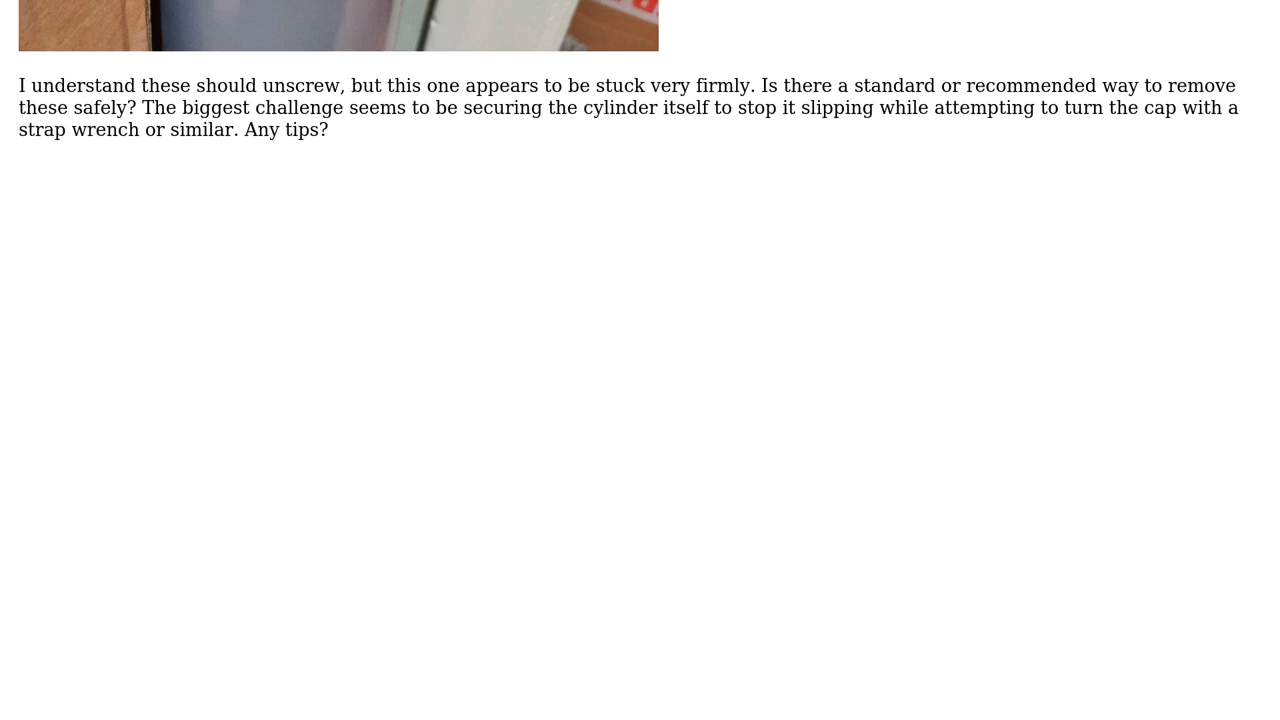 I understand these should unscrew, but this one appears to be stuck very firmly. Is there a standard or recommended way to remove
these safely? The biggest challenge seems to be securing the cylinder itself to stop it slipping while attempting to turn the cap with a
strap wrench or similar. Any tips?